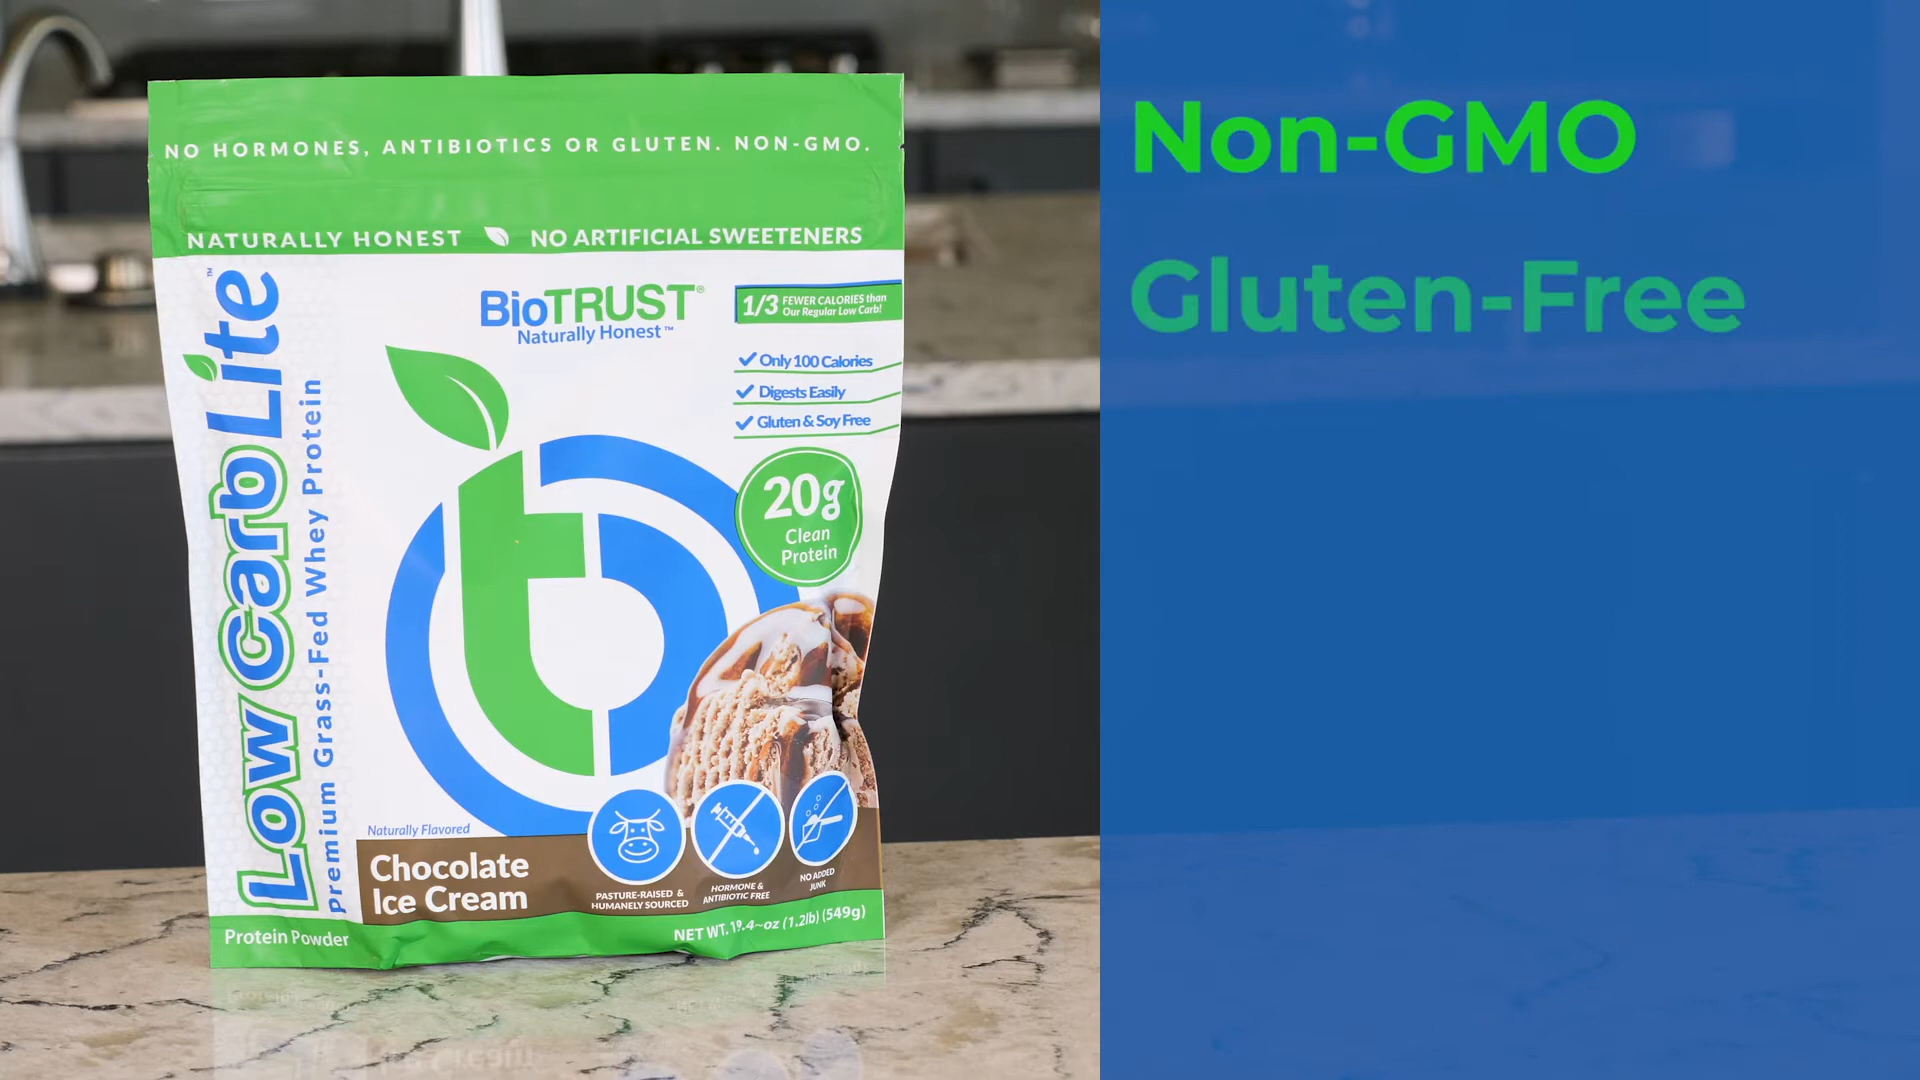 NO HORMONES, ANTIBIOTICS OR GLUTEN. NON-GMO.
NATURALLY HONEST NO ARTIFICIAL SWEETENERS
Low Carb Lite™
Premium Grass-Fed Whey Protein
BioTRUST®
Naturally Honest™
1/3 FEWER CALORIES than
Our Regular Low Carb!
Only 100 Calories
Digests Easily
Gluten & Soy Free
20g
Clean
Protein
Naturally Flavored
Chocolate
Ice Cream
PASTURE-RAISED &
HUMANELY SOURCED
HORMONE &
ANTIBIOTIC FREE
NO ADDED
JUNK
Protein Powder
NET WT. 19.4~oz (1.2lb) (549g)
Non-GMO
Gluten-Free